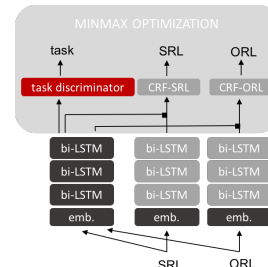 MINMAX OPTIMIZATION
task SRL ORL
task discriminator CRF-SRL CRF-ORL
bi-LSTM bi-LSTM bi-LSTM
bi-LSTM bi-LSTM bi-LSTM
bi-LSTM bi-LSTM bi-LSTM
emb. emb. emb.
SRL ORL